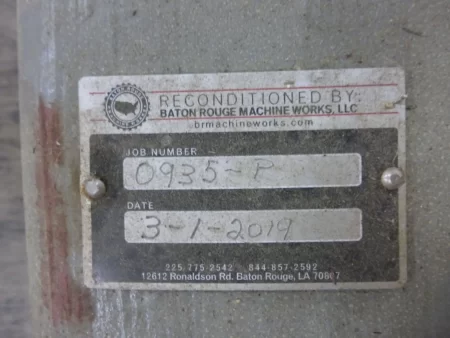 RECONDITIONED BY:
BATON ROUGE MACHINE WORKS, LLC
brmachineworks.com
JOB NUMBER
0935-P
DATE
3-1-2019
225-775-2542 844-857-2592
12612 Ronaldson Rd. Baton Rouge, LA 70807